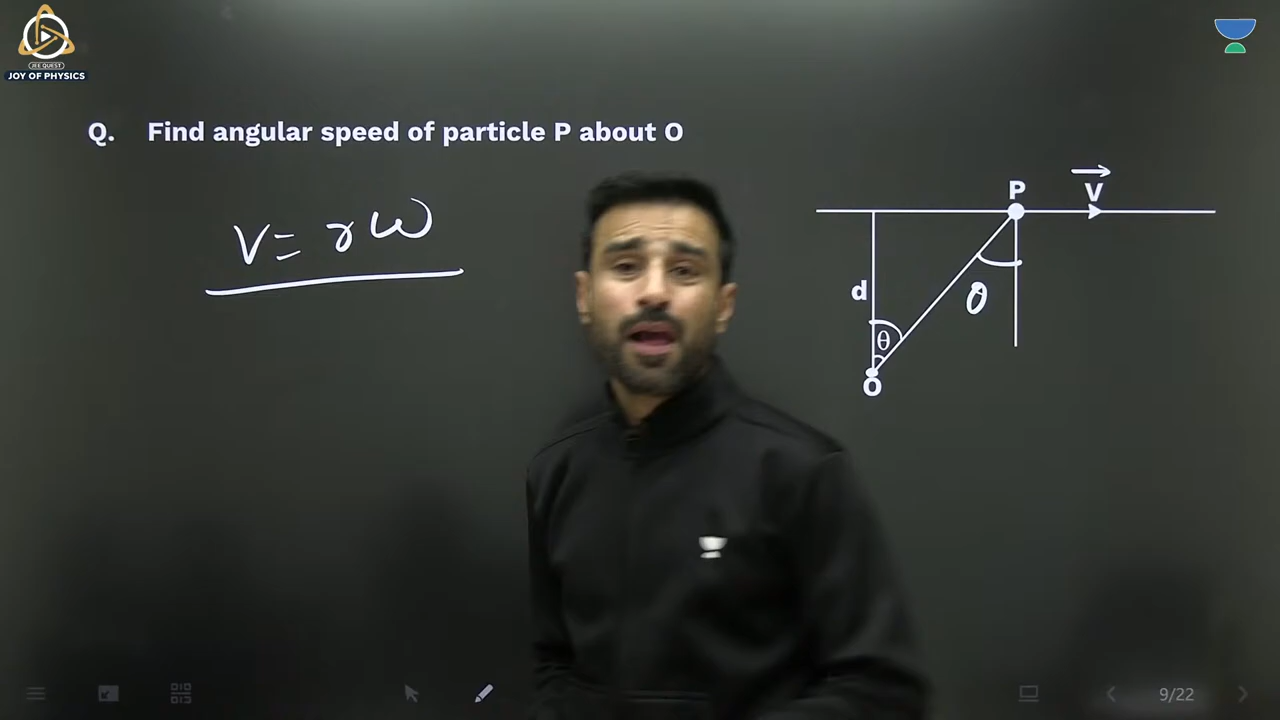 JEE QUEST
JOY OF PHYSICS
Q. Find angular speed of particle P about O
V = rω
P
V
d
θ
θ
O
9/22